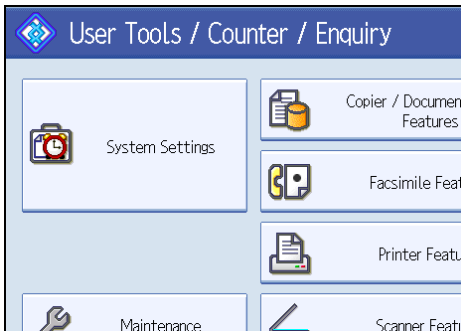 User Tools / Counter / Enquiry
System Settings
Copier / Documen
Features
Facsimile Feat
Printer Featu
Maintenance
Scanner Featu